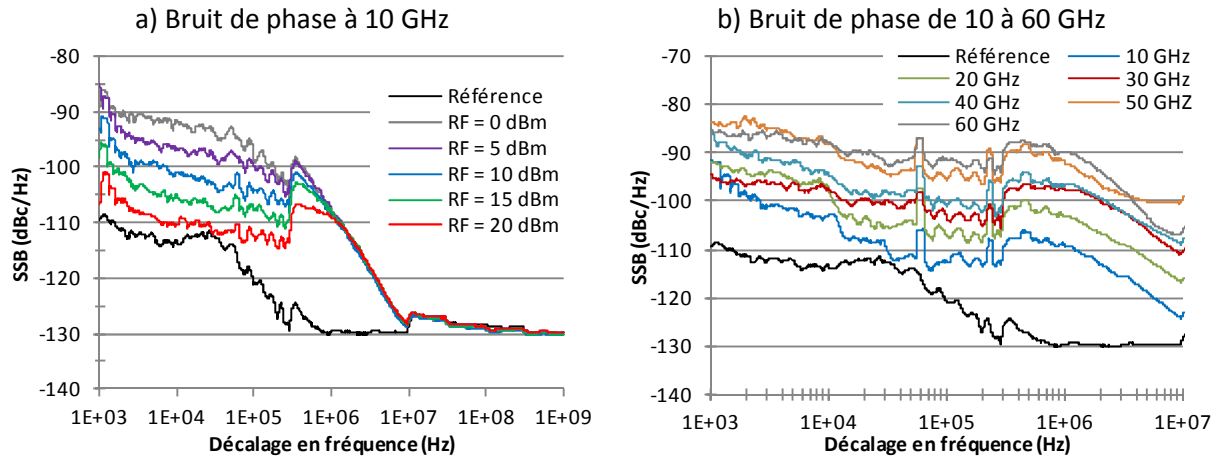 a) Bruit de phase à 10 GHz
SSB (dBc/Hz)
-80
-90
-100
-110
-120
-130
-140
Référence
RF = 0 dBm
RF = 5 dBm
RF = 10 dBm
RF = 15 dBm
RF = 20 dBm
1E+03 1E+04 1E+05 1E+06 1E+07 1E+08 1E+09
Décalage en fréquence (Hz)
b) Bruit de phase de 10 à 60 GHz
SSB (dBc/Hz)
-70
-80
-90
-100
-110
-120
-130
-140
Référence 10 GHz
20 GHz 30 GHz
40 GHz 50 GHZ
60 GHz
1E+03 1E+04 1E+05 1E+06 1E+07
Décalage en fréquence (Hz)